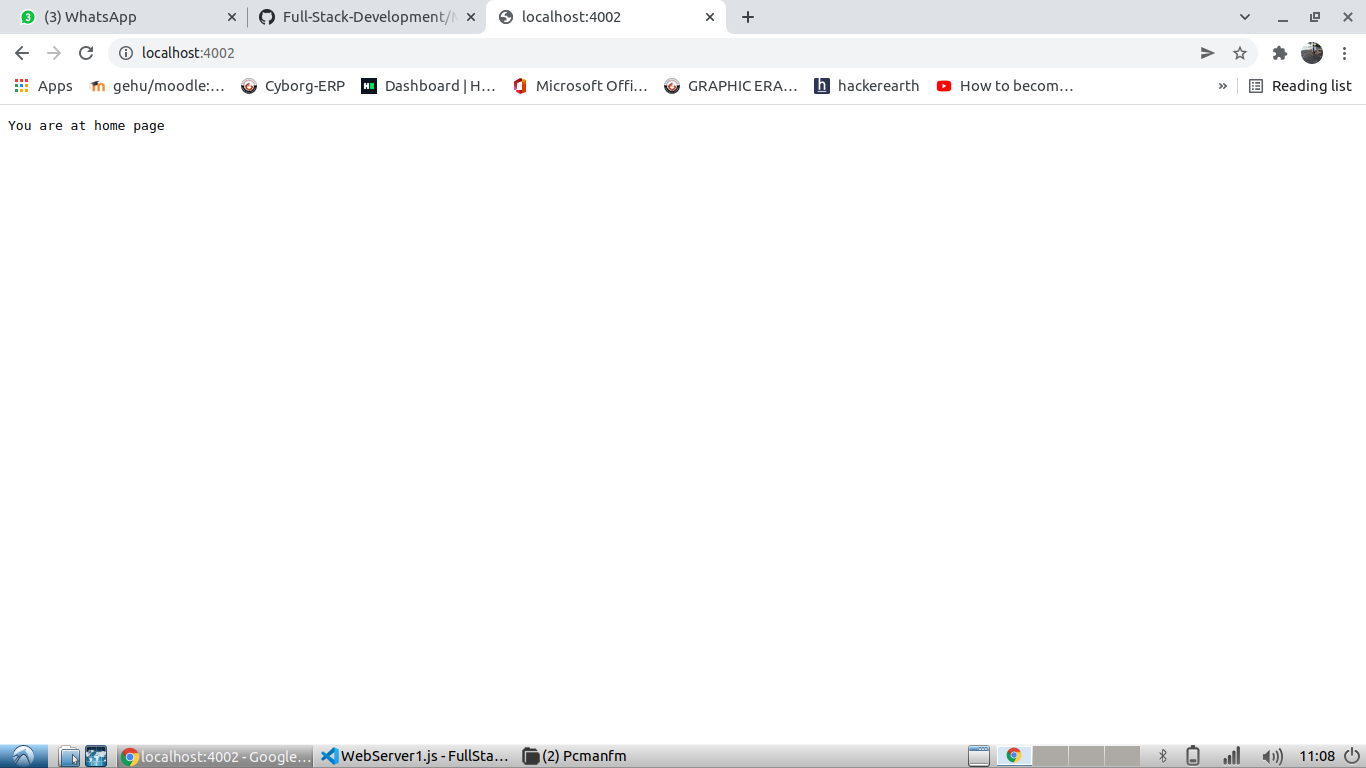 3 (3) WhatsApp
Full-Stack-Development/
localhost:4002
localhost:4002
Apps
gehu/moodle:...
Cyborg-ERP
Dashboard | H...
Microsoft Offi...
GRAPHIC ERA...
h hackerearth
How to becom...
»
Reading list
You are at home page
localhost:4002 - Google...
WebServer1.js - FullSta...
(2) Pcmanfm
11:08